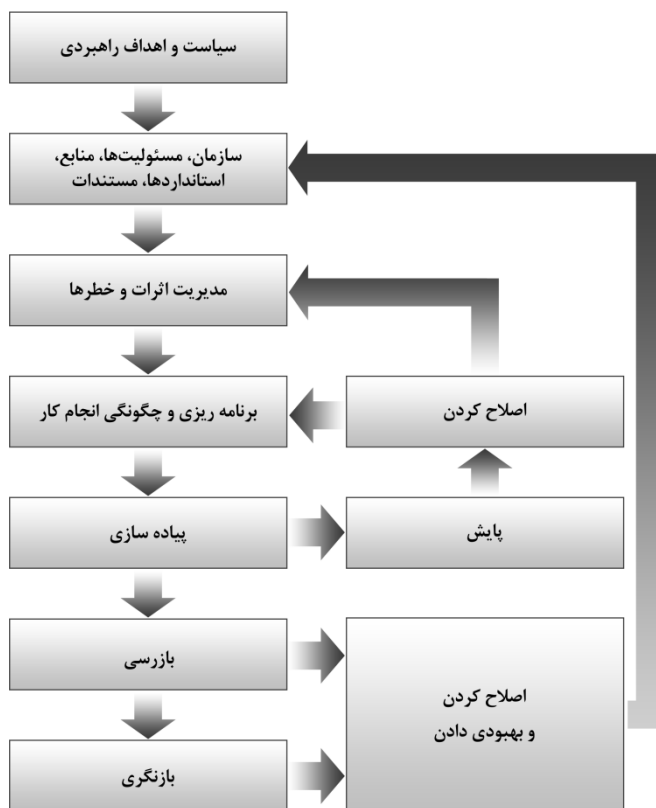 سیاست و اهداف راهبردی
سازمان، مسئولیت‌ها، منابع،
استانداردها، مستندات
مدیریت اثرات و خطرها
برنامه ریزی و چگونگی انجام کار
اصلاح کردن
پیاده سازی
پایش
بازرسی
اصلاح کردن
و بهبودی دادن
بازنگری